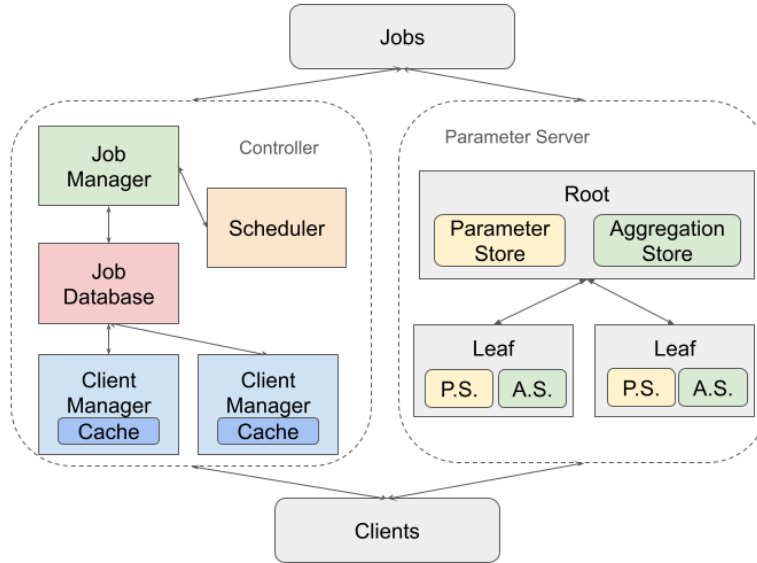 Jobs
Controller
Job
Manager
Scheduler
Job
Database
Client
Manager
Cache
Client
Manager
Cache
Parameter Server
Root
Parameter
Store
Aggregation
Store
Leaf
P.S.
A.S.
Leaf
P.S.
A.S.
Clients